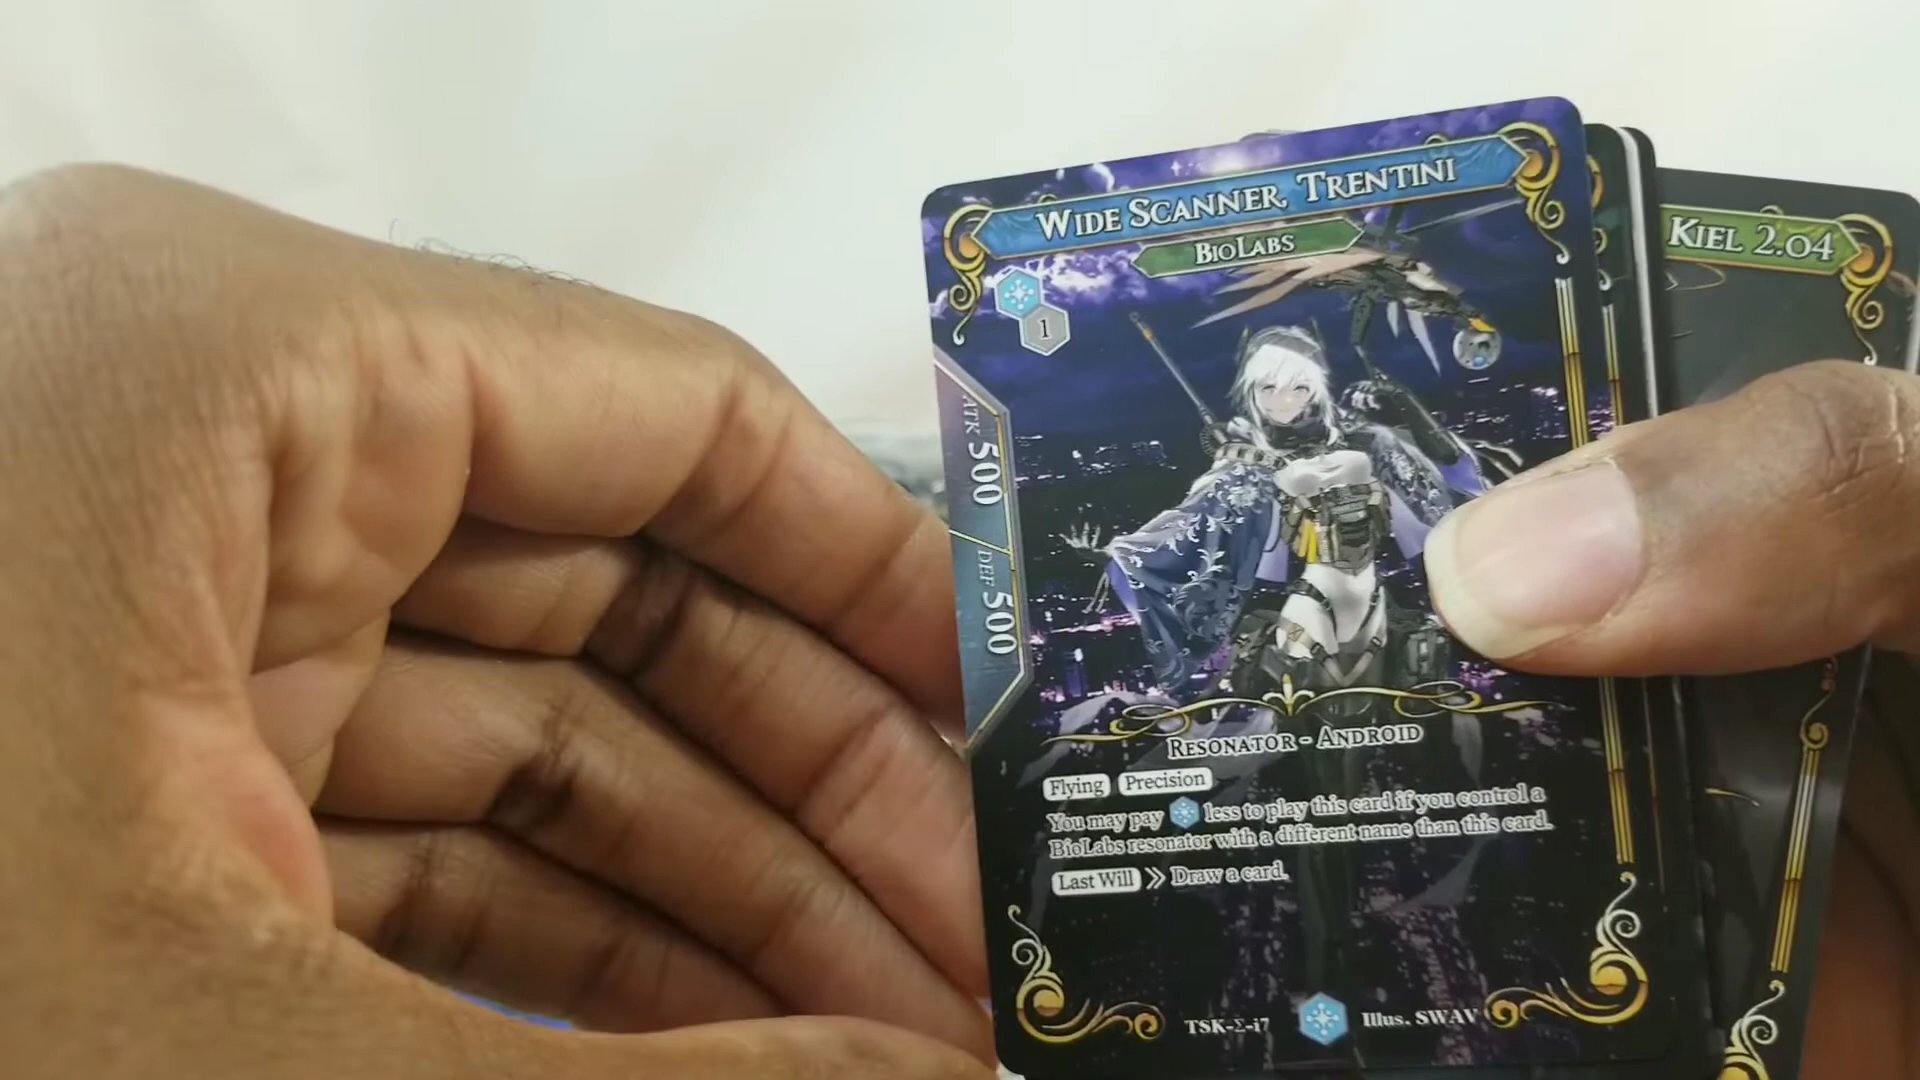 WIDE SCANNER, TRENTINI
BIOLABS
1
ATK 500 / DEF 500
RESONATOR - ANDROID
Flying Precision
You may pay less to play this card if you control a
BioLabs resonator with a different name than this card.
Last Will >> Draw a card.
TSK-Σ-i7 Illus. SWAV
KIEL 2.04